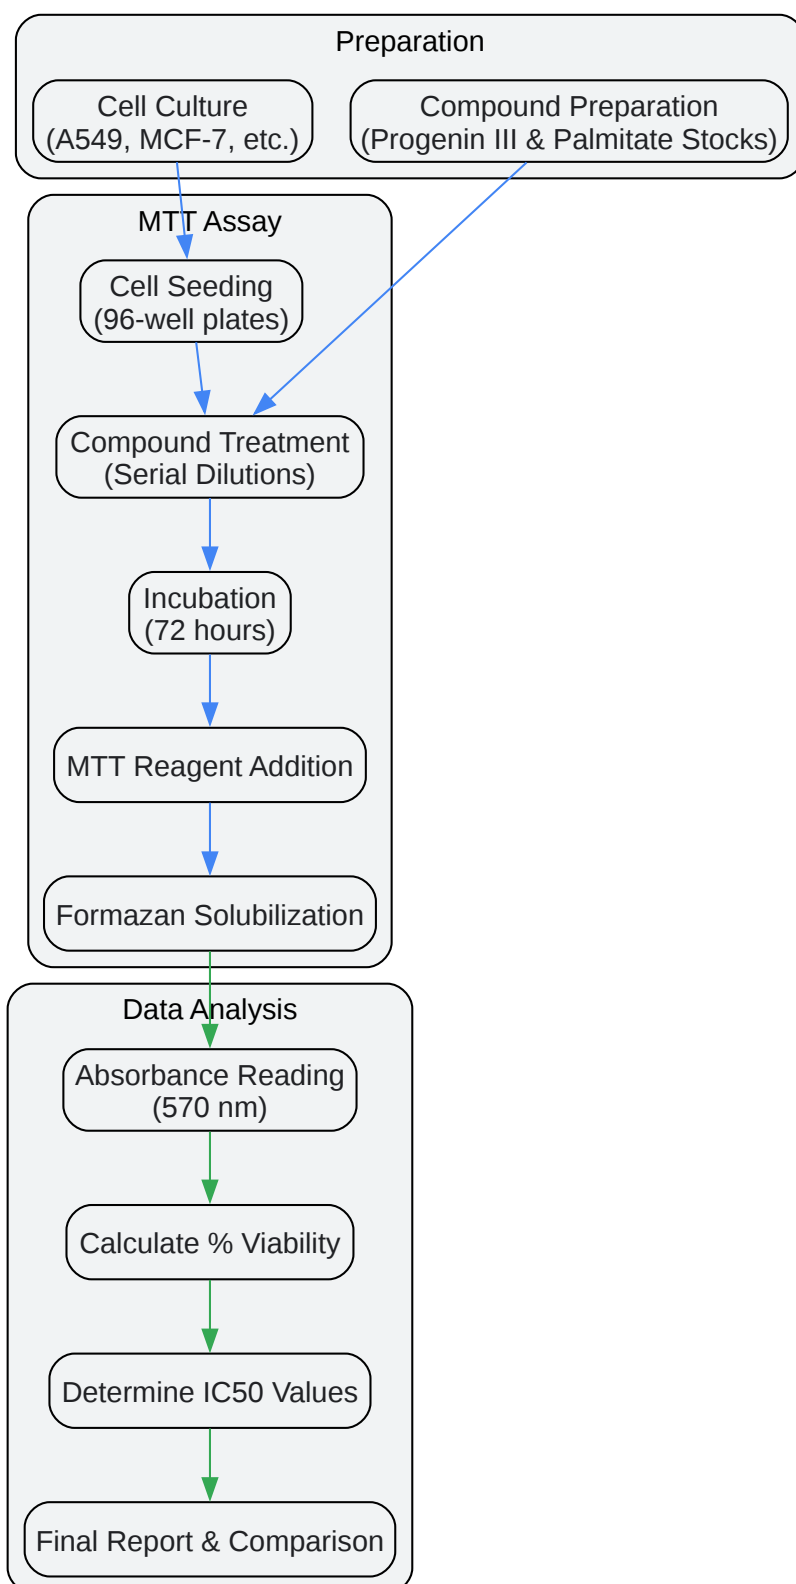 Preparation
Cell Culture
(A549, MCF-7, etc.)
Compound Preparation
(Progenin III & Palmitate Stocks)
MTT Assay
Cell Seeding
(96-well plates)
Compound Treatment
(Serial Dilutions)
Incubation
(72 hours)
MTT Reagent Addition
Formazan Solubilization
Data Analysis
Absorbance Reading
(570 nm)
Calculate % Viability
Determine IC50 Values
Final Report & Comparison